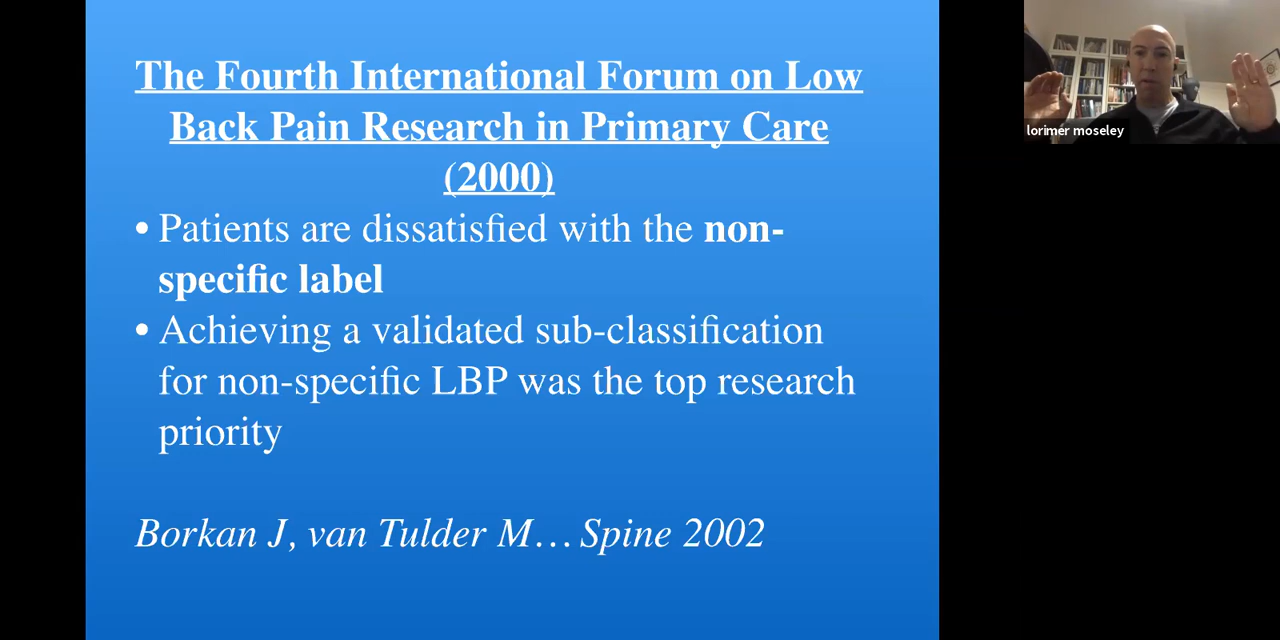 The Fourth International Forum on Low
Back Pain Research in Primary Care
(2000)
• Patients are dissatisfied with the non-
specific label
• Achieving a validated sub-classification
for non-specific LBP was the top research
priority
Borkan J, van Tulder M… Spine 2002
lorimer moseley